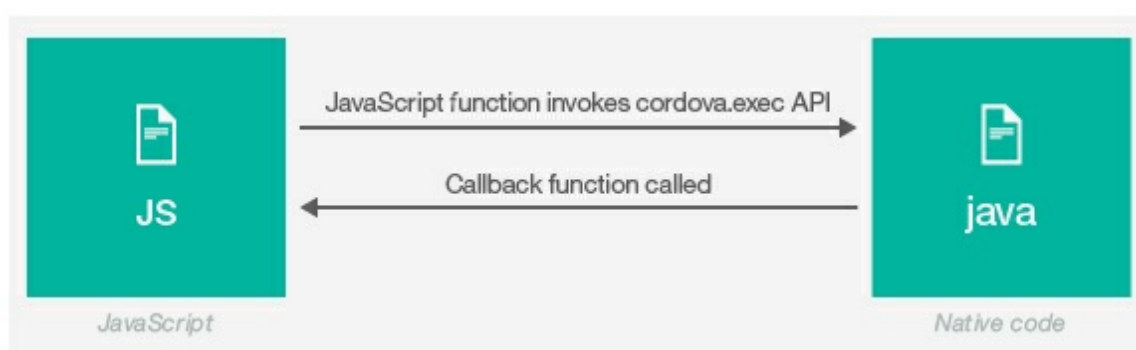 JavaScript function invokes cordova.exec API
Callback function called
JS
java
JavaScript
Native code